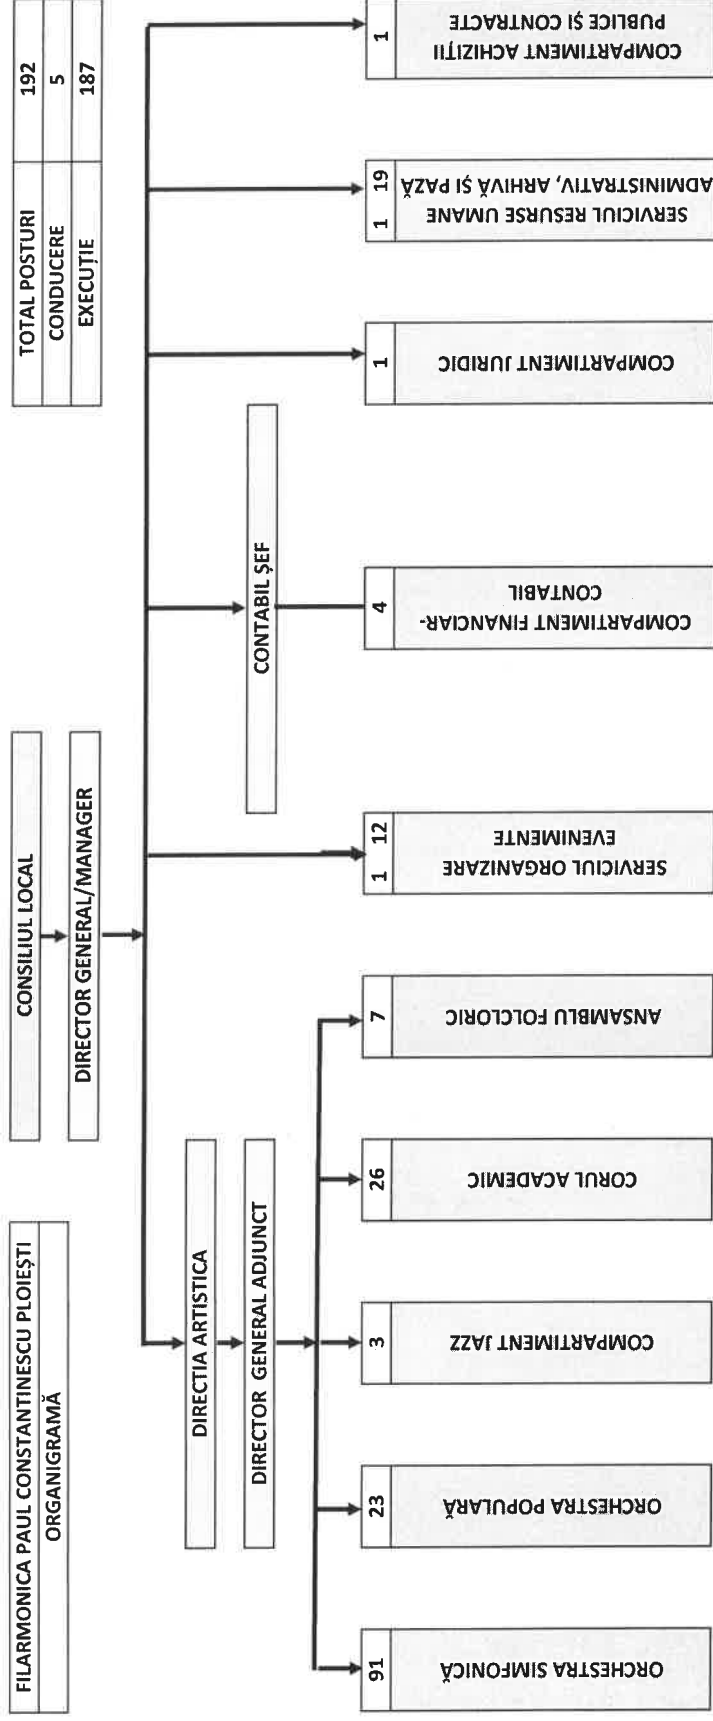 FILARMONICA PAUL CONSTANTINESCU PLOIEȘTI
ORGANIGRAMĂ
CONSILIUL LOCAL
DIRECTOR GENERAL/MANAGER
TOTAL POSTURI 192
CONDUCERE 5
EXECUȚIE 187
DIRECTIA ARTISTICA
DIRECTOR GENERAL ADJUNCT
CONTABIL ȘEF
91
ORCHESTRA SIMFONICĂ
23
ORCHESTRA POPULARĂ
3
COMPARTIMENT JAZZ
26
CORUL ACADEMIC
7
ANSAMBLU FOLCLORIC
1 12
SERVICIUL ORGANIZARE
EVENIMENTE
4
COMPARTIMENT FINANCIAR-
CONTABIL
1
COMPARTIMENT JURIDIC
1 19
SERVICIUL RESURSE UMANE
ADMINISTRATIV, ARHIVĂ ȘI PAZĂ
1
COMPARTIMENT ACHIZIȚII
PUBLICE ȘI CONTRACTE